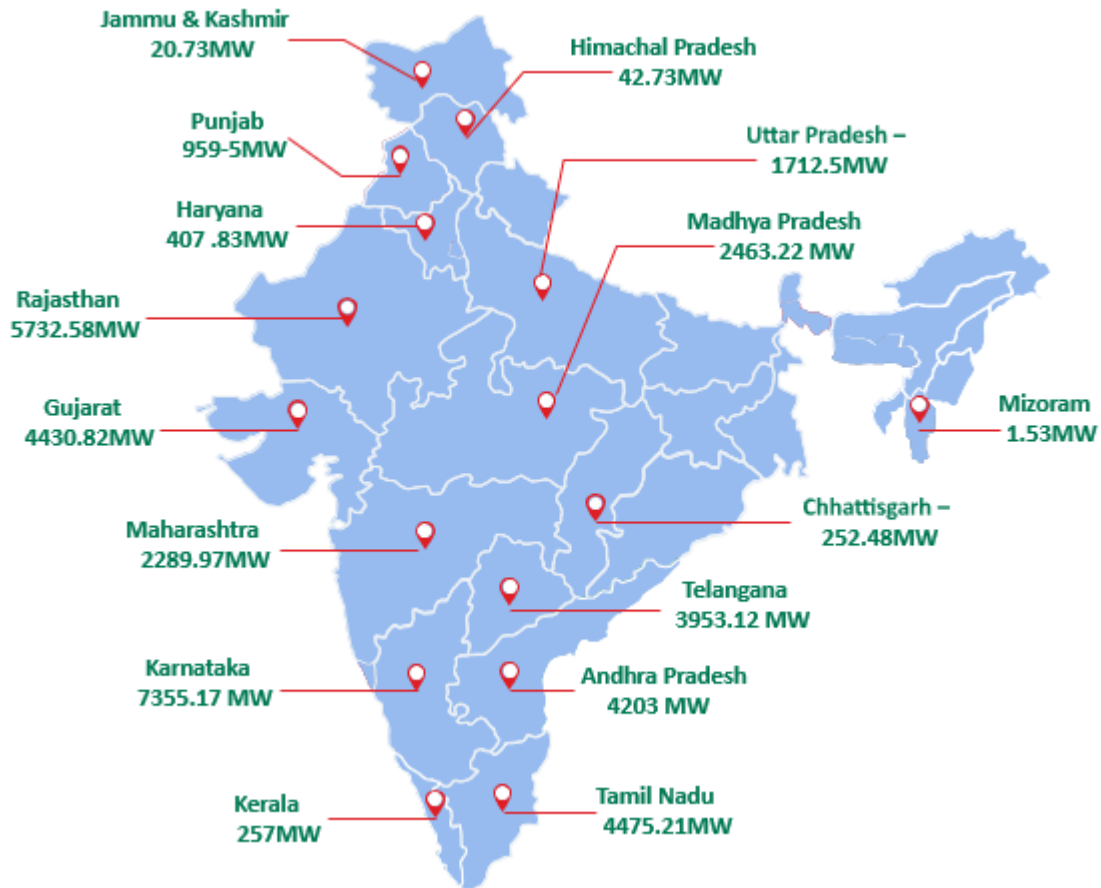 Jammu & Kashmir
20.73MW
Himachal Pradesh
42.73MW
Punjab
959-5MW
Uttar Pradesh –
1712.5MW
Haryana
407 .83MW
Madhya Pradesh
2463.22 MW
Rajasthan
5732.58MW
Gujarat
4430.82MW
Mizoram
1.53MW
Chhattisgarh –
252.48MW
Maharashtra
2289.97MW
Telangana
3953.12 MW
Karnataka
7355.17 MW
Andhra Pradesh
4203 MW
Kerala
257MW
Tamil Nadu
4475.21MW